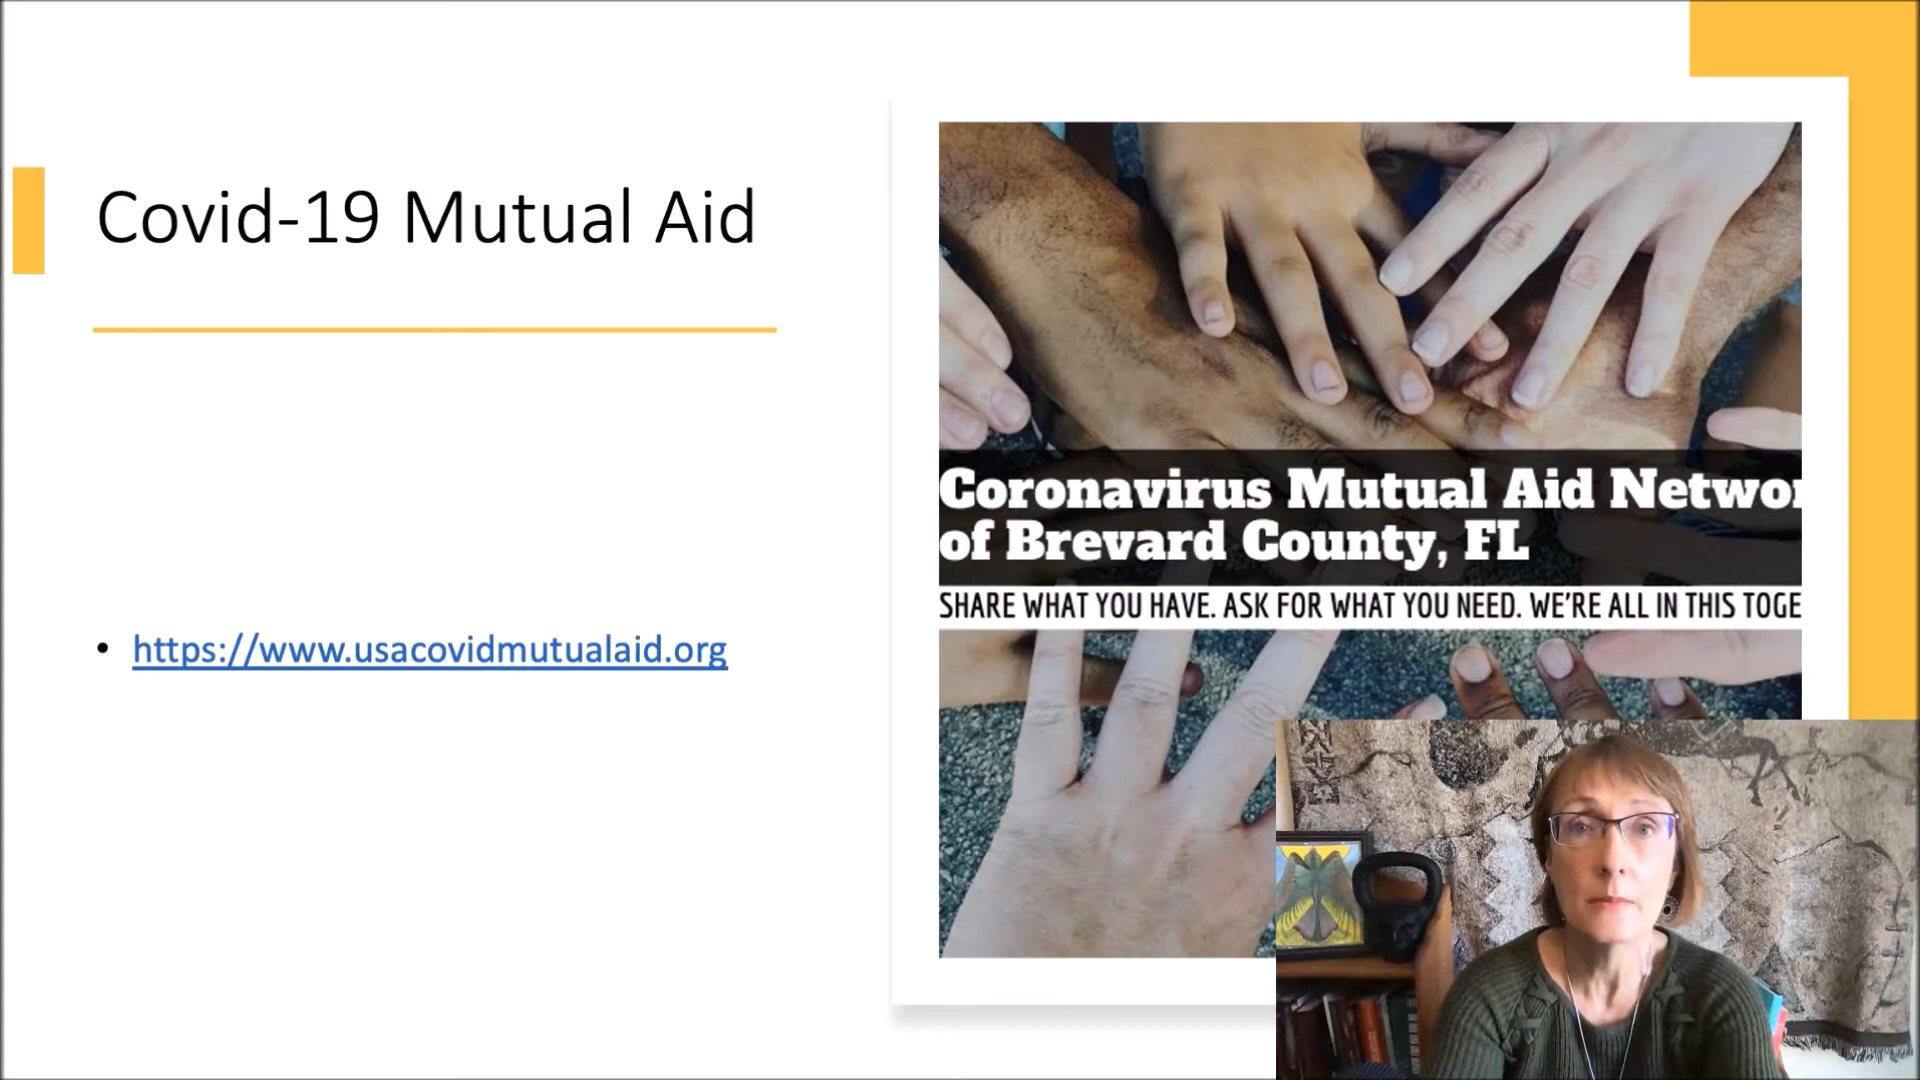 Covid-19 Mutual Aid
• https://www.usacovidmutualaid.org
Coronavirus Mutual Aid Networ
of Brevard County, FL
SHARE WHAT YOU HAVE. ASK FOR WHAT YOU NEED. WE'RE ALL IN THIS TOGE